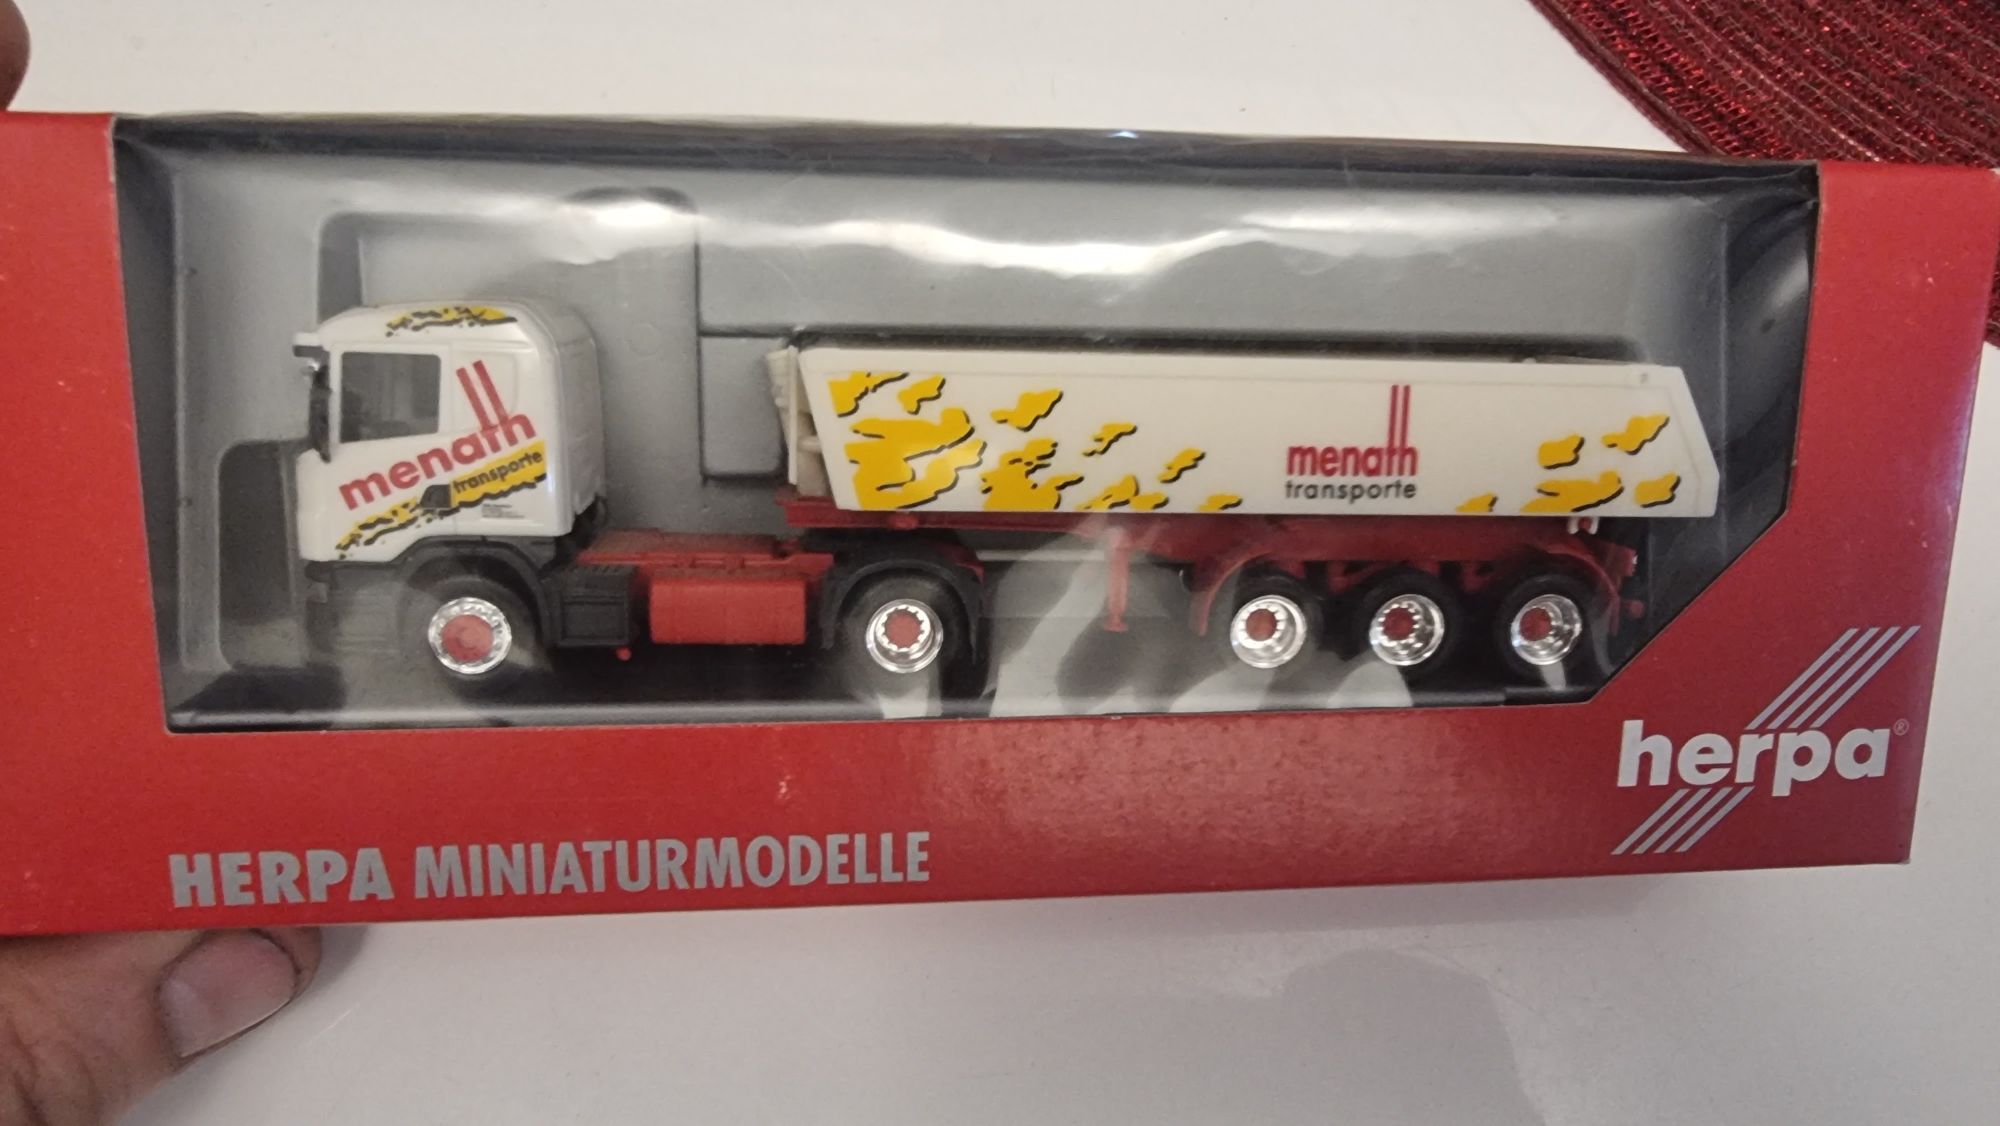 menath
transporte
menath
transporte
herpa®
HERPA MINIATURMODELLE